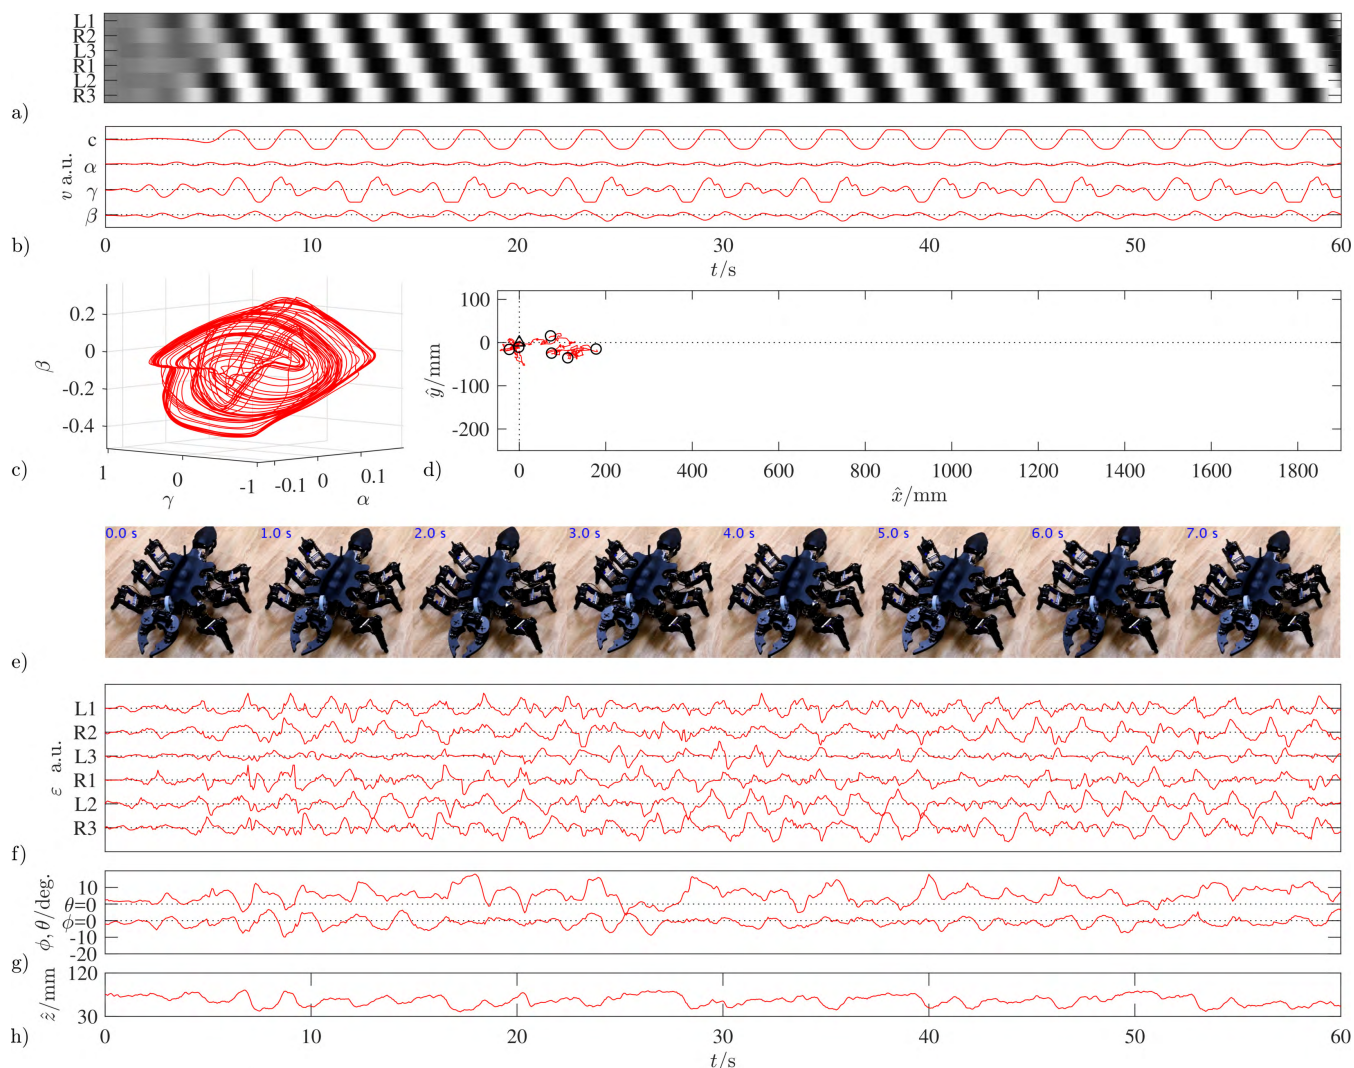 L1
R2
L3
R1
L2
R3
a)
c
α
γ
β
v a.u.
0 10 20 30 40 50 60
b)
t/s
0.2
0
-0.2
-0.4
β
1 0 -1 -0.1 0 0.1
γ α
c)
100
0
-100
-200
ŷ/mm
0 200 400 600 800 1000 1200 1400 1600 1800
x̂/mm
d)
0.0 s 1.0 s 2.0 s 3.0 s 4.0 s 5.0 s 6.0 s 7.0 s
e)
L1
R2
L3
R1
L2
R3
ε a.u.
f)
10
θ=0
ϕ=0
-10
-20
ϕ, θ/deg.
g)
120
30
ẑ/mm
h)
0 10 20 30 40 50 60
t/s